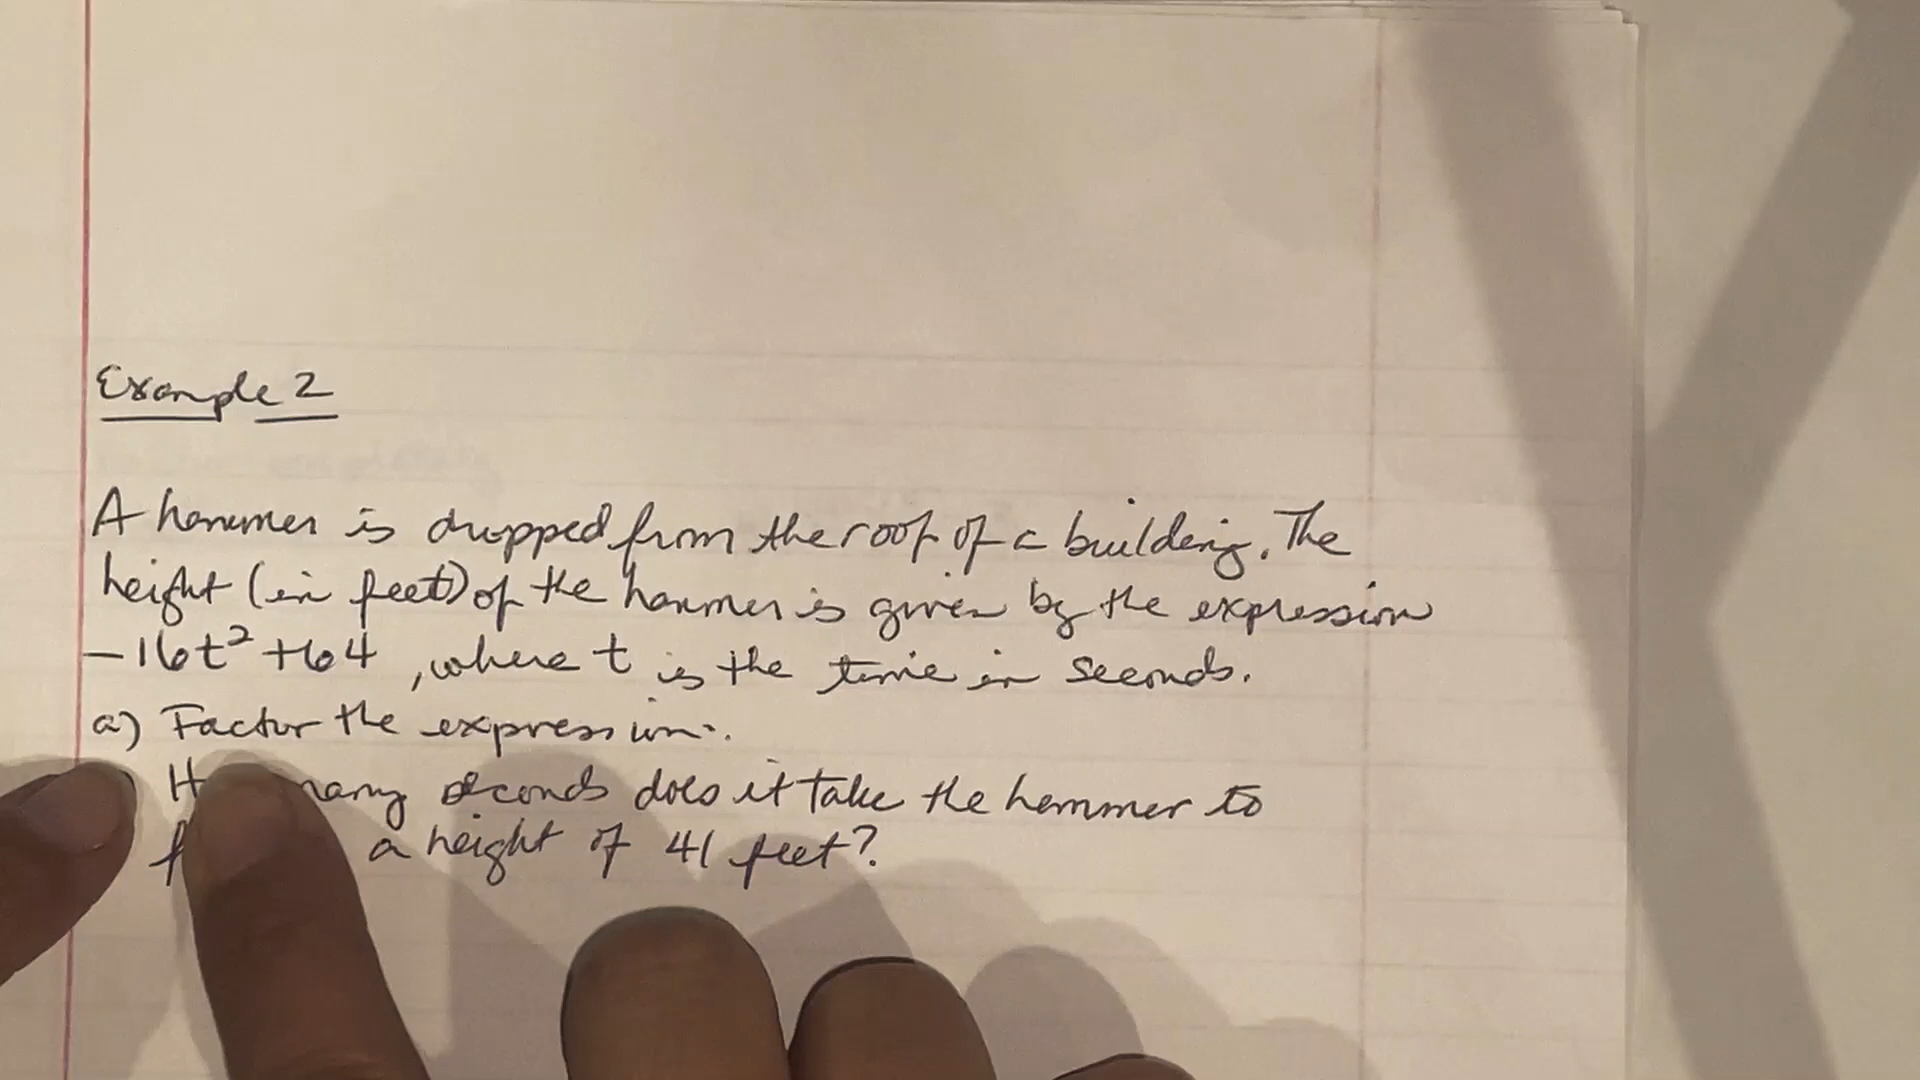 Example 2
A hammer is dropped from the roof of a building. The
height (in feet) of the hammer is given by the expression
-16t² +64, where t is the time in seconds.
a) Factor the expression.
many seconds does it take the hammer to
a height of 41 feet?